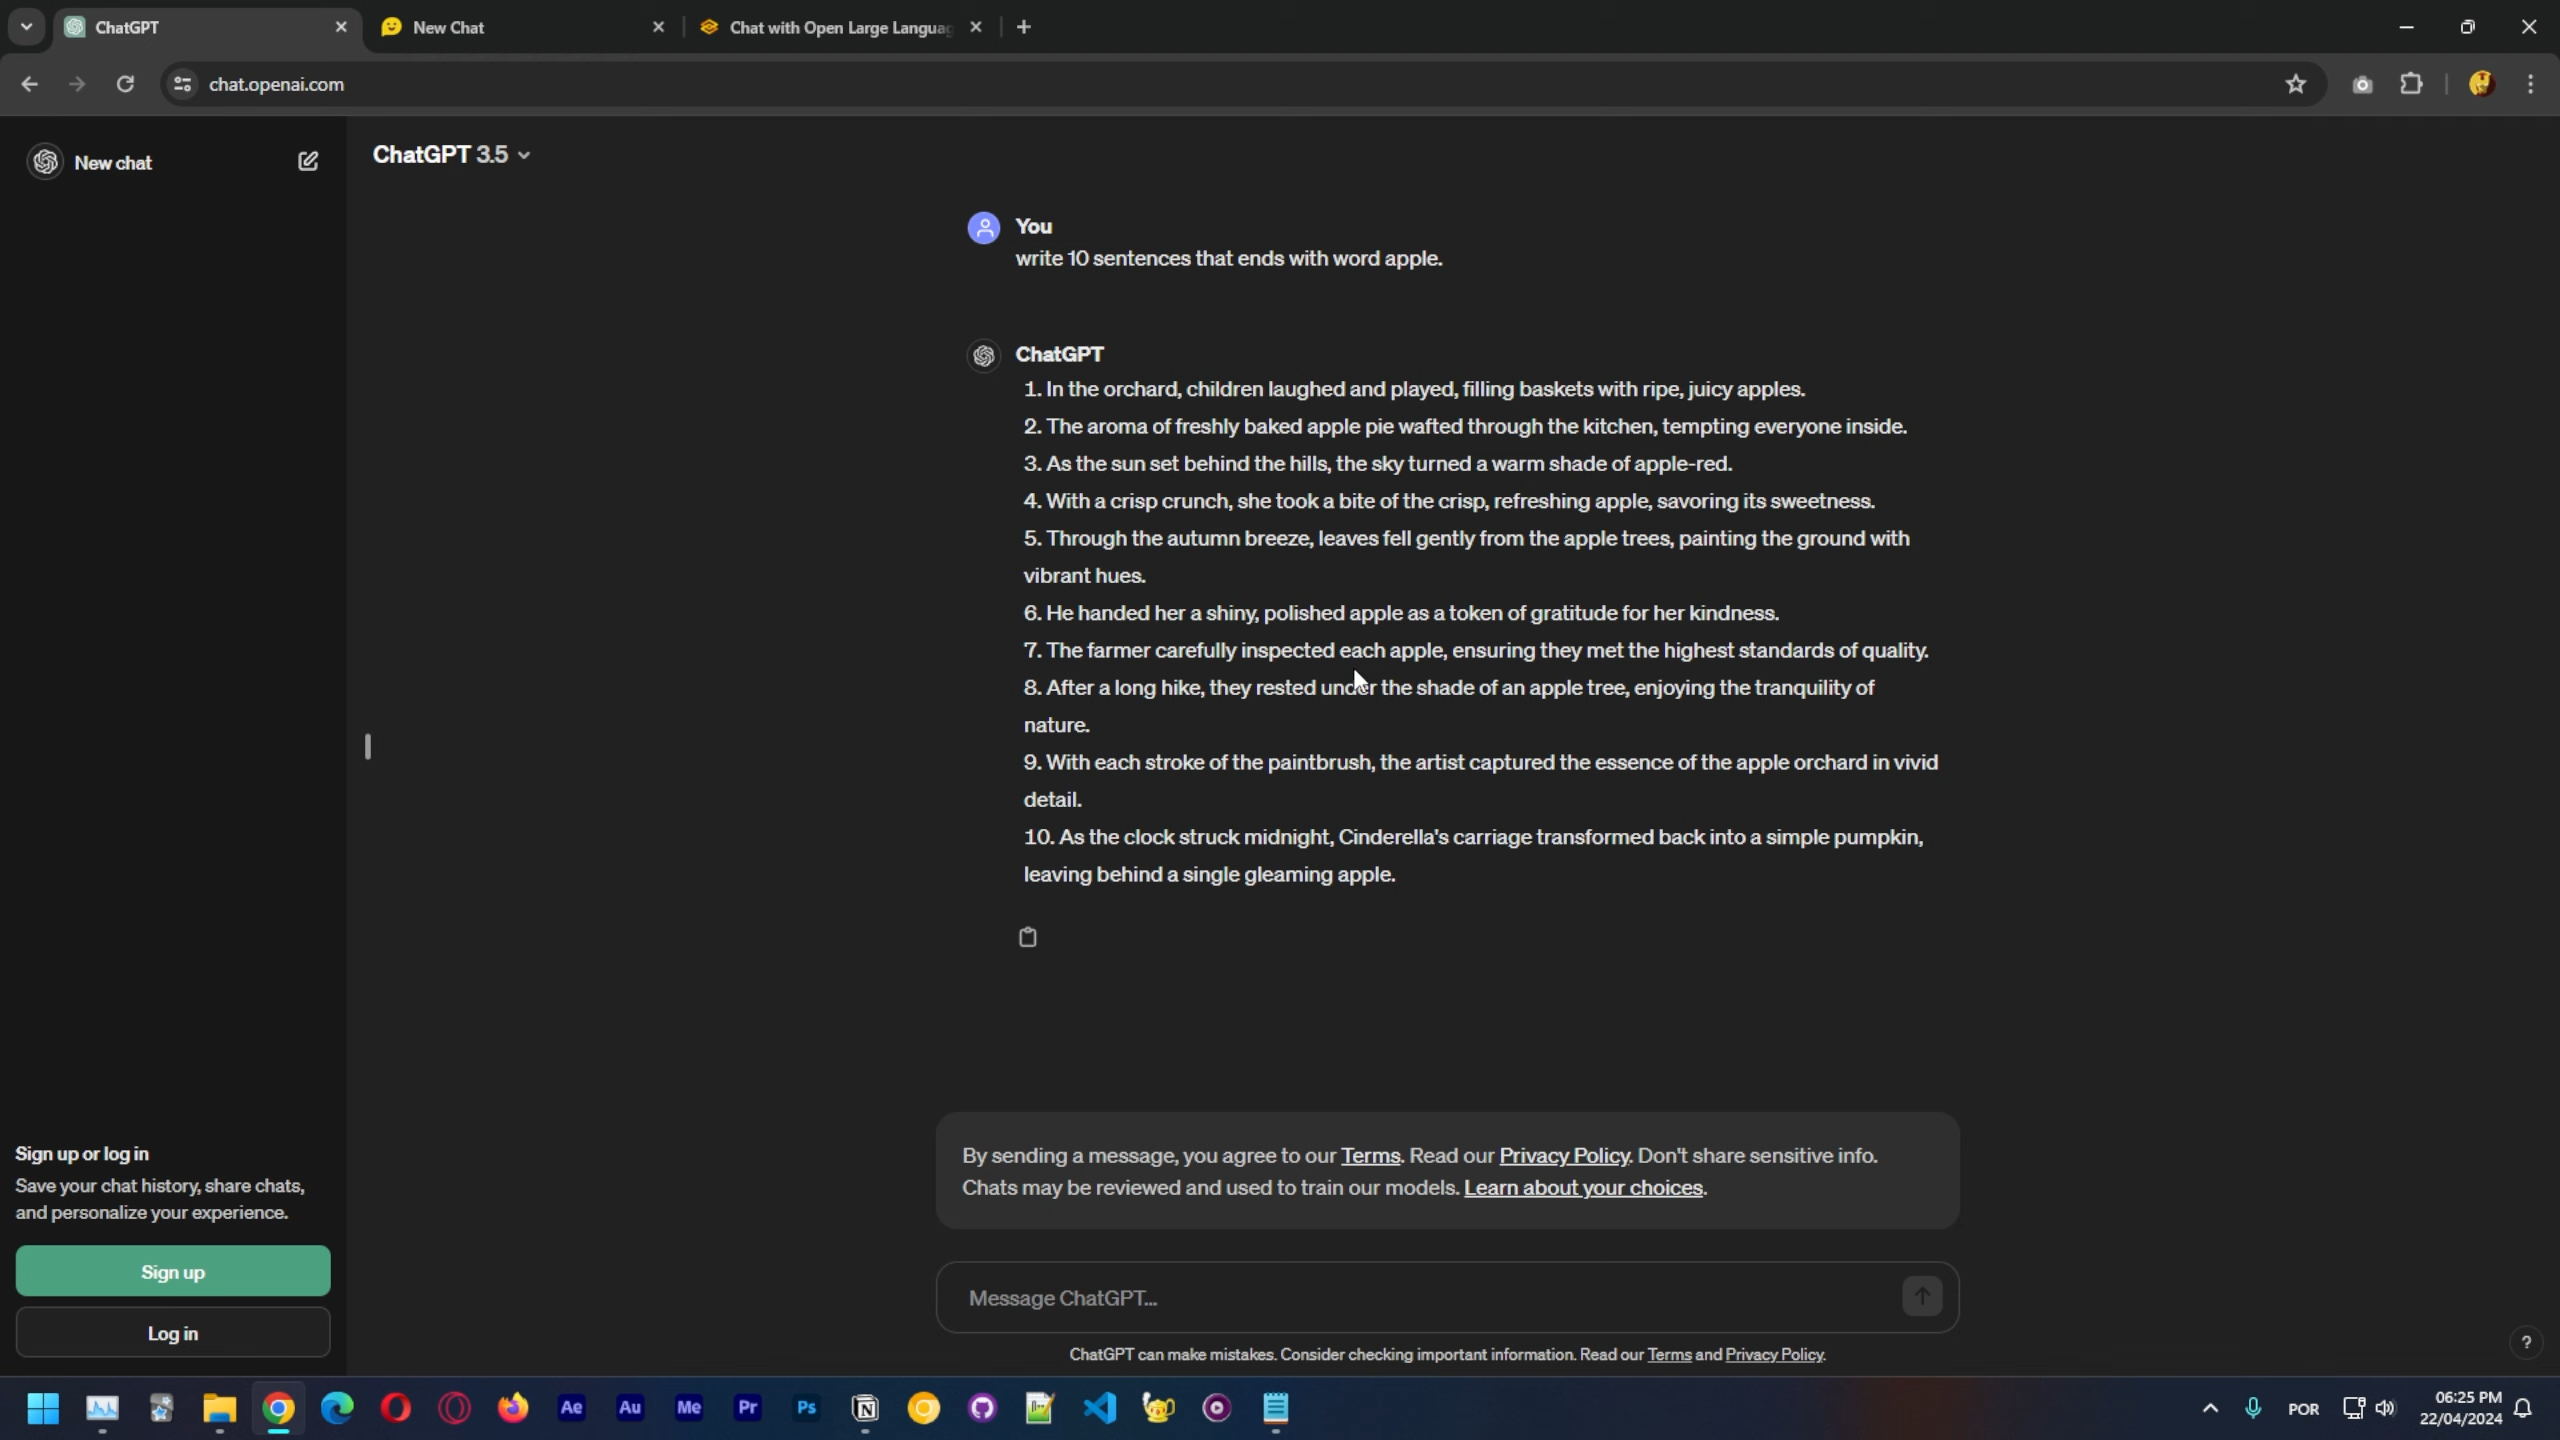 ChatGPT
New Chat
Chat with Open Large Languag
chat.openai.com
New chat
ChatGPT 3.5
You
write 10 sentences that ends with word apple.
ChatGPT
1. In the orchard, children laughed and played, filling baskets with ripe, juicy apples.
2. The aroma of freshly baked apple pie wafted through the kitchen, tempting everyone inside.
3. As the sun set behind the hills, the sky turned a warm shade of apple-red.
4. With a crisp crunch, she took a bite of the crisp, refreshing apple, savoring its sweetness.
5. Through the autumn breeze, leaves fell gently from the apple trees, painting the ground with
vibrant hues.
6. He handed her a shiny, polished apple as a token of gratitude for her kindness.
7. The farmer carefully inspected each apple, ensuring they met the highest standards of quality.
8. After a long hike, they rested under the shade of an apple tree, enjoying the tranquility of
nature.
9. With each stroke of the paintbrush, the artist captured the essence of the apple orchard in vivid
detail.
10. As the clock struck midnight, Cinderella's carriage transformed back into a simple pumpkin,
leaving behind a single gleaming apple.
Sign up or log in
Save your chat history, share chats,
and personalize your experience.
Sign up
Log in
By sending a message, you agree to our Terms. Read our Privacy Policy. Don't share sensitive info.
Chats may be reviewed and used to train our models. Learn about your choices.
Message ChatGPT...
ChatGPT can make mistakes. Consider checking important information. Read our Terms and Privacy Policy.
?
Ae
Au
Me
Pr
Ps
POR
06:25 PM
22/04/2024